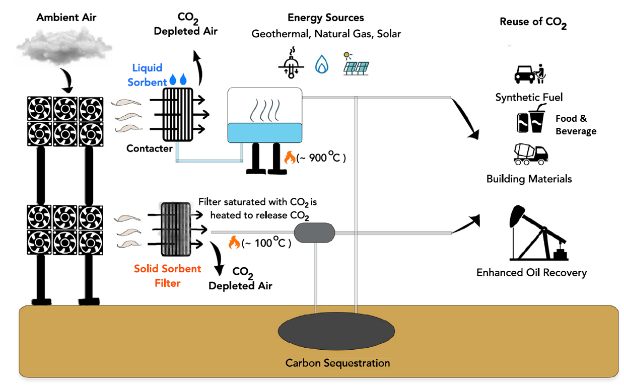 Ambient Air
CO2
Depleted Air
Energy Sources
Geothermal, Natural Gas, Solar
Reuse of CO2
Liquid
Sorbent
Contacter
(~ 900 °C )
Synthetic Fuel
Food &
Beverage
Building Materials
Filter saturated with CO2 is
heated to release CO2
(~ 100 °C )
Solid Sorbent
Filter
CO2
Depleted Air
Enhanced Oil Recovery
Carbon Sequestration